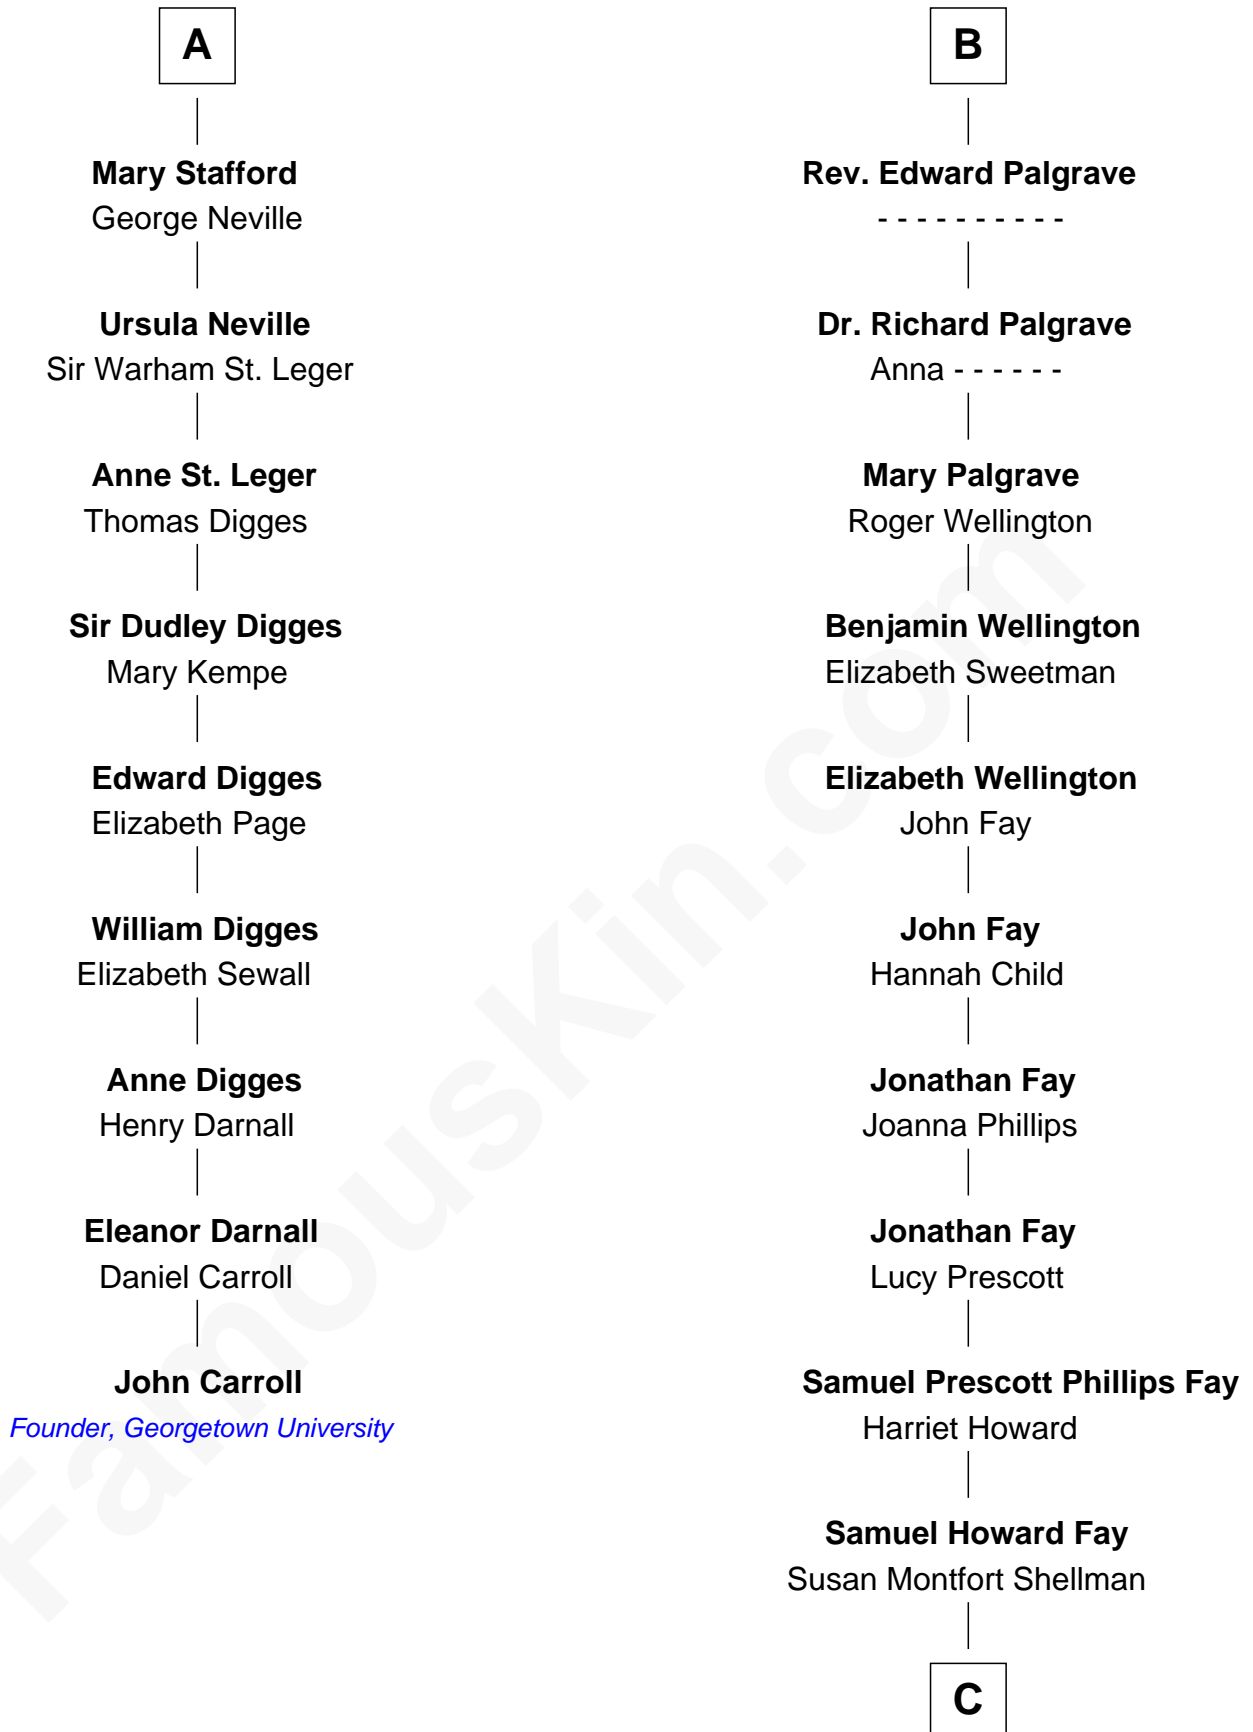 A
Mary Stafford
George Neville
Ursula Neville
Sir Warham St. Leger
Anne St. Leger
Thomas Digges
Sir Dudley Digges
Mary Kempe
Edward Digges
Elizabeth Page
William Digges
Elizabeth Sewall
Anne Digges
Henry Darnall
Eleanor Darnall
Daniel Carroll
John Carroll
Founder, Georgetown University
B
Rev. Edward Palgrave
- - - - - - - - - -
Dr. Richard Palgrave
Anna - - - - - -
Mary Palgrave
Roger Wellington
Benjamin Wellington
Elizabeth Sweetman
Elizabeth Wellington
John Fay
John Fay
Hannah Child
Jonathan Fay
Joanna Phillips
Jonathan Fay
Lucy Prescott
Samuel Prescott Phillips Fay
Harriet Howard
Samuel Howard Fay
Susan Montfort Shellman
C
FamousKin.com